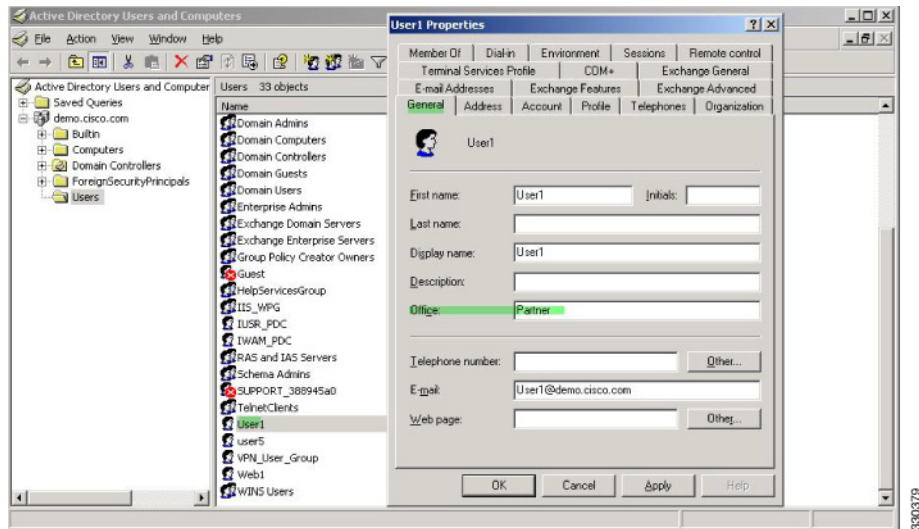 Active Directory Users and Computers
File Action View Window Help
Active Directory Users and Computer
Saved Queries
demo.cisco.com
Builtin
Computers
Domain Controllers
ForeignSecurityPrincipals
Users
Users 33 objects
Name
Domain Admins
Domain Computers
Domain Controllers
Domain Guests
Domain Users
Enterprise Admins
Exchange Domain Servers
Exchange Enterprise Servers
Group Policy Creator Owners
Guest
HelpServicesGroup
IIS_WPG
IUSR_PDC
IWAM_PDC
RAS and IAS Servers
Schema Admins
SUPPORT_388945a0
TelnetClients
User1
user5
VPN_User_Group
Web1
WINS Users
User1 Properties
Member Of Dial-in Environment Sessions Remote control
Terminal Services Profile COM+ Exchange General
E-mail Addresses Exchange Features Exchange Advanced
General Address Account Profile Telephones Organization
User1
First name: User1 Initials:
Last name:
Display name: User1
Description:
Office: Partner
Telephone number: Other...
E-mail: User1@demo.cisco.com
Web page: Other...
OK Cancel Apply Help
330379